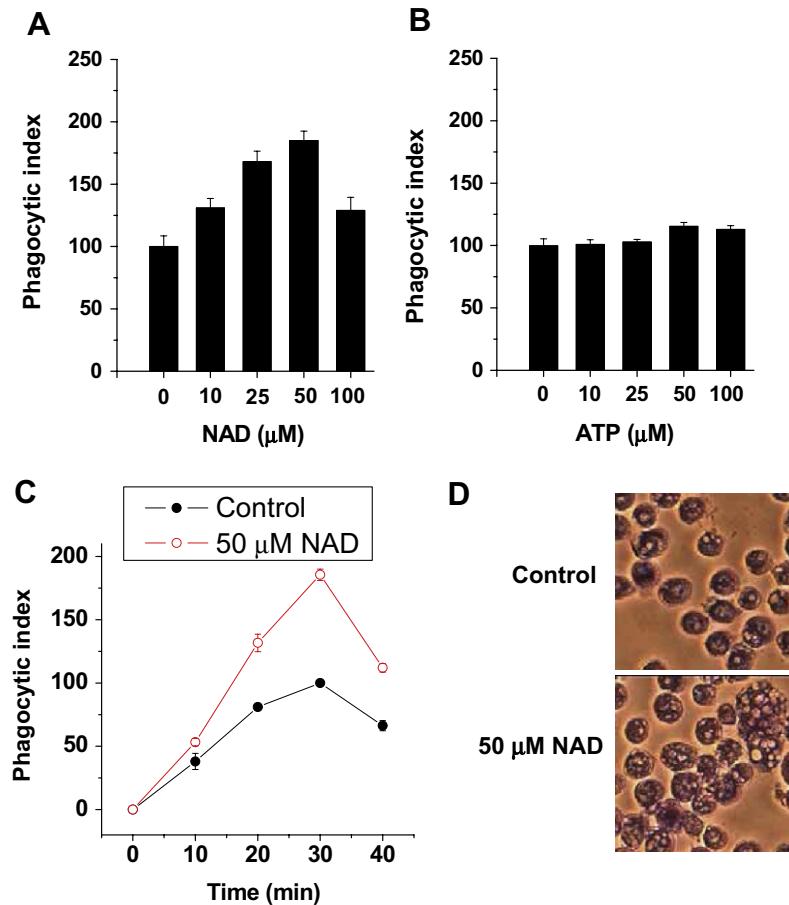 A
250
200
150
100
50
0
Phagocytic index
0 10 25 50 100
NAD (μM)
B
250
200
150
100
50
0
Phagocytic index
0 10 25 50 100
ATP (μM)
C
Control
50 μM NAD
200
150
100
50
0
Phagocytic index
0 10 20 30 40
Time (min)
D
Control
50 μM NAD